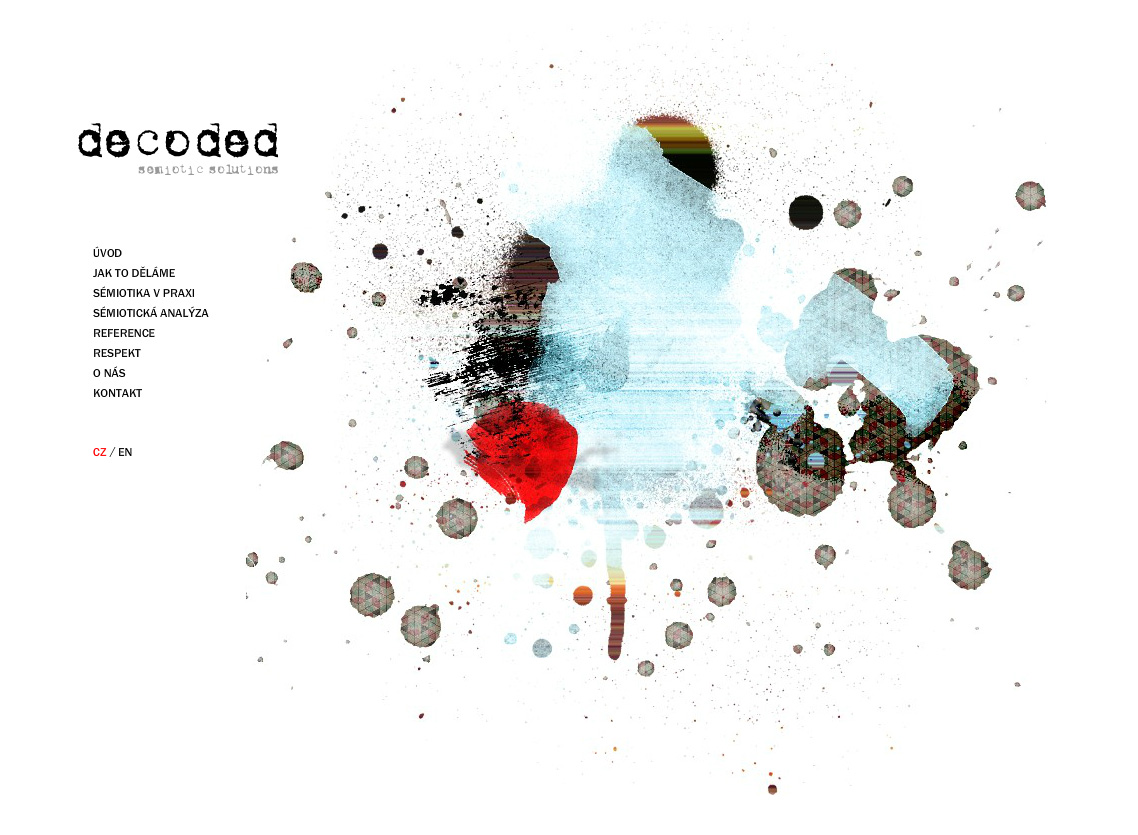 decoded
semiotic solutions
ÚVOD
JAK TO DĚLÁME
SÉMIOTIKA V PRAXI
SÉMIOTICKÁ ANALÝZA
REFERENCE
RESPEKT
O NÁS
KONTAKT
CZ / EN